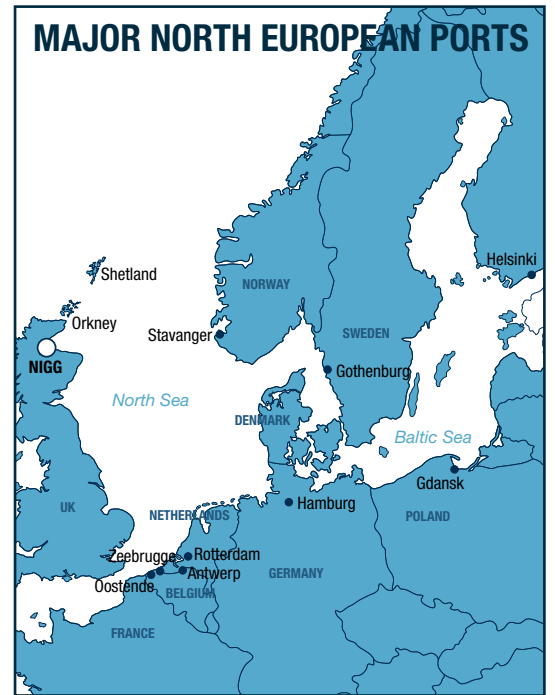 MAJOR NORTH EUROPEAN PORTS
Helsinki
Shetland
NORWAY
Orkney
Stavanger
SWEDEN
NIGG
Gothenburg
North Sea
DENMARK
Baltic Sea
Gdansk
Hamburg
UK
NETHERLANDS
POLAND
Zeebrugge
Rotterdam
Antwerp
GERMANY
Oostende
BELGIUM
FRANCE